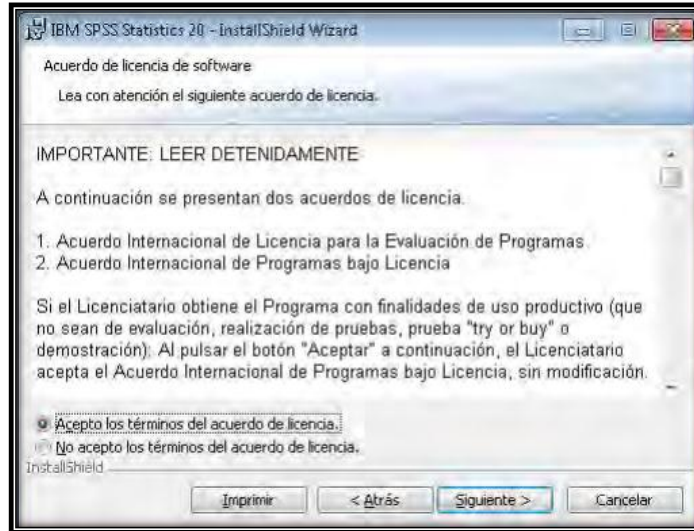 IBM SPSS Statistics 20 - InstallShield Wizard
Acuerdo de licencia de software
Lea con atención el siguiente acuerdo de licencia.
IMPORTANTE: LEER DETENIDAMENTE
A continuación se presentan dos acuerdos de licencia.
1. Acuerdo Internacional de Licencia para la Evaluación de Programas
2. Acuerdo Internacional de Programas bajo Licencia
Si el Licenciatario obtiene el Programa con finalidades de uso productivo (que
no sean de evaluación, realización de pruebas, prueba "try or buy" o
demostración): Al pulsar el botón "Aceptar" a continuación, el Licenciatario
acepta el Acuerdo Internacional de Programas bajo Licencia, sin modificación.
Acepto los términos del acuerdo de licencia.
No acepto los términos del acuerdo de licencia.
InstallShield
Imprimir
< Atrás
Siguiente >
Cancelar